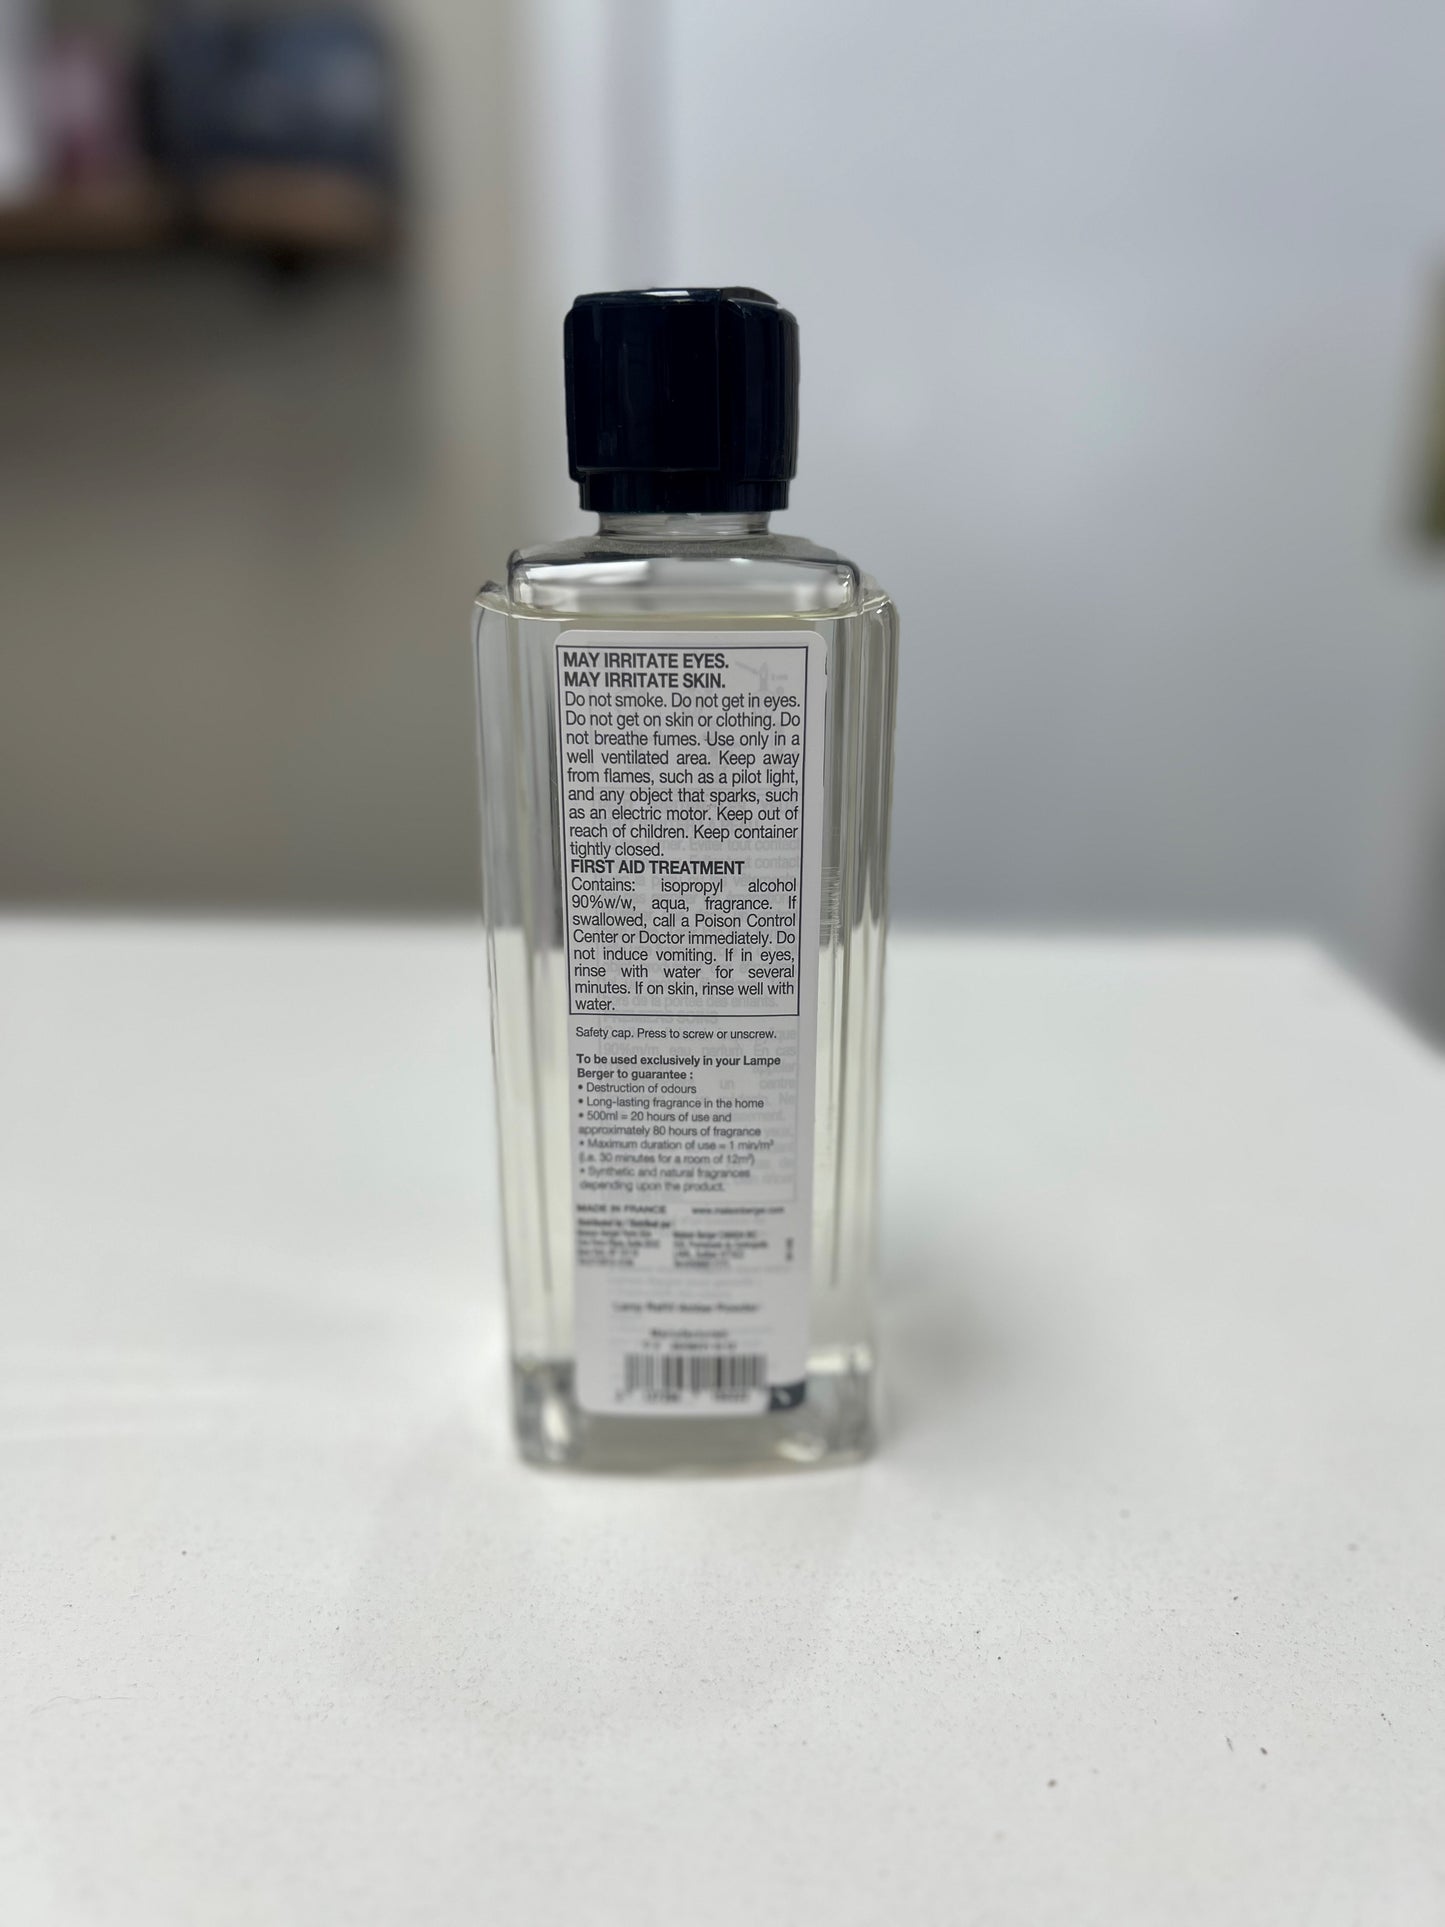 MAY IRRITATE EYES.
MAY IRRITATE SKIN.
Do not smoke. Do not get in eyes.
Do not get on skin or clothing. Do
not breathe fumes. Use only in a
well ventilated area. Keep away
from flames, such as a pilot light,
and any object that sparks, such
as an electric motor. Keep out of
reach of children. Keep container
tightly closed.
FIRST AID TREATMENT
Contains: isopropyl alcohol
90%w/w, aqua, fragrance. If
swallowed, call a Poison Control
Center or Doctor immediately. Do
not induce vomiting. If in eyes,
rinse with water for several
minutes. If on skin, rinse well with
water.
Safety cap. Press to screw or unscrew.
To be used exclusively in your Lampe
Berger to guarantee :
• Destruction of odours
• Long-lasting fragrance in the home
• 500ml = 20 hours of use and
approximately 80 hours of fragrance
• Maximum duration of use = 1 min/m³
(i.e. 30 minutes for a room of 12m²)
• Synthetic and natural fragrances
depending upon the product.
MADE IN FRANCE www.maisonberger.com